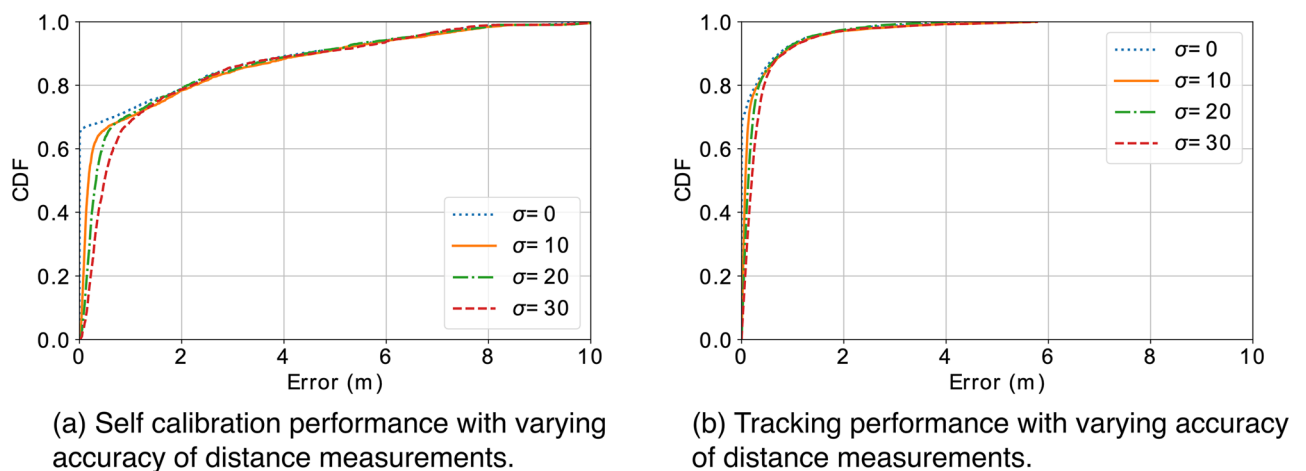 1.0
0.8
0.6
0.4
0.2
0.0
CDF
0 2 4 6 8 10
Error (m)
σ= 0
σ= 10
σ= 20
σ= 30
(a) Self calibration performance with varying
accuracy of distance measurements.
1.0
0.8
0.6
0.4
0.2
0.0
CDF
0 2 4 6 8 10
Error (m)
σ= 0
σ= 10
σ= 20
σ= 30
(b) Tracking performance with varying accuracy
of distance measurements.